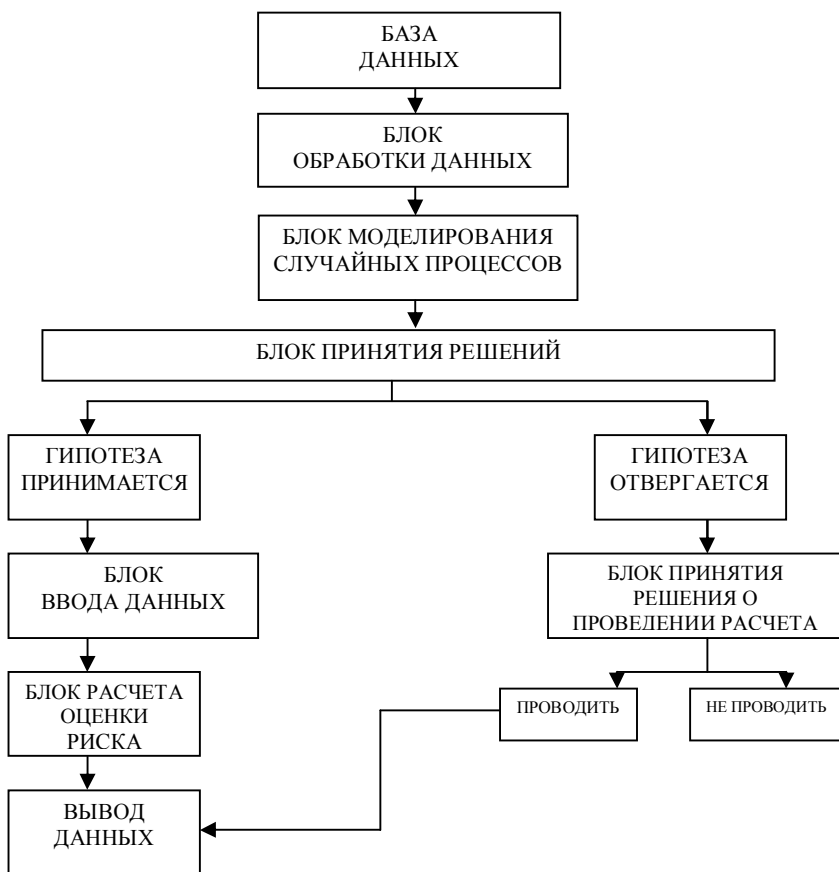 БАЗА
ДАННЫХ
БЛОК
ОБРАБОТКИ ДАННЫХ
БЛОК МОДЕЛИРОВАНИЯ
СЛУЧАЙНЫХ ПРОЦЕССОВ
БЛОК ПРИНЯТИЯ РЕШЕНИЙ
ГИПОТЕЗА
ПРИНИМАЕТСЯ
ГИПОТЕЗА
ОТВЕРГАЕТСЯ
БЛОК
ВВОДА ДАННЫХ
БЛОК ПРИНЯТИЯ
РЕШЕНИЯ О
ПРОВЕДЕНИИ РАСЧЕТА
БЛОК РАСЧЕТА
ОЦЕНКИ
РИСКА
ПРОВОДИТЬ
НЕ ПРОВОДИТЬ
ВЫВОД
ДАННЫХ